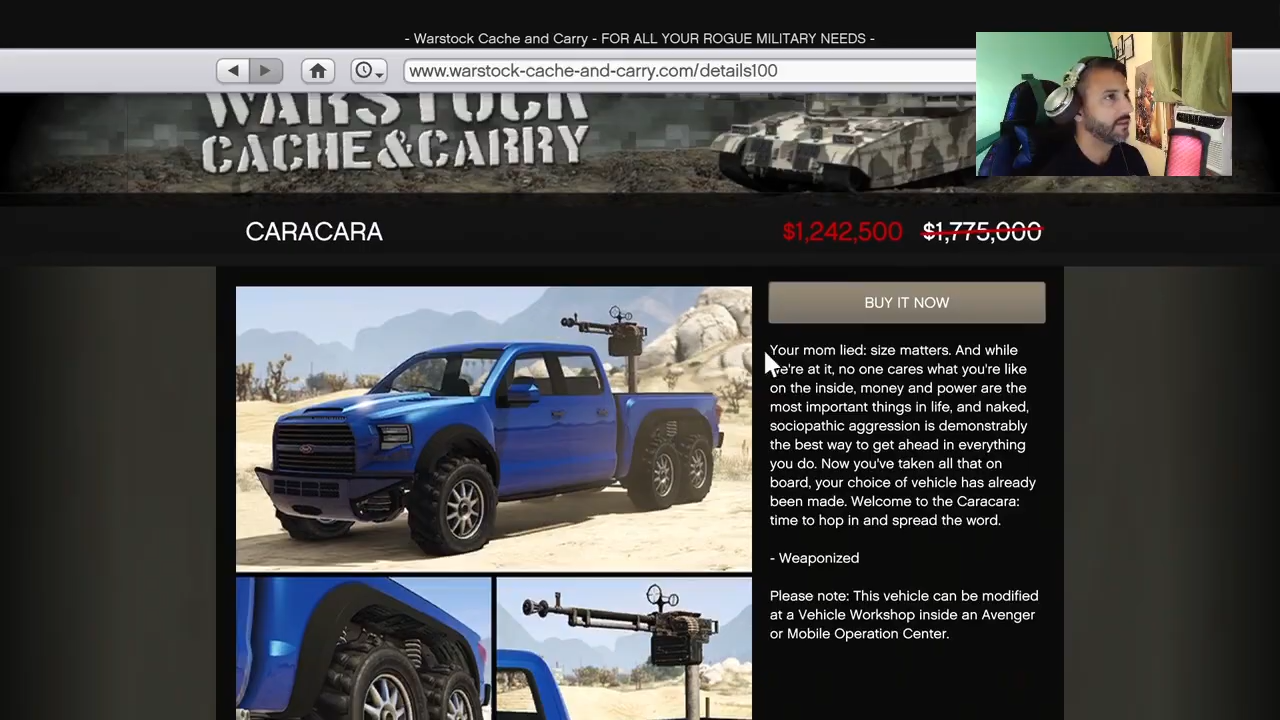 - Warstock Cache and Carry - FOR ALL YOUR ROGUE MILITARY NEEDS -
www.warstock-cache-and-carry.com/details100
WARSTOCK
CACHE&CARRY
CARACARA
$1,242,500 $1,775,000
BUY IT NOW
Your mom lied: size matters. And while
we're at it, no one cares what you're like
on the inside, money and power are the
most important things in life, and naked,
sociopathic aggression is demonstrably
the best way to get ahead in everything
you do. Now you've taken all that on
board, your choice of vehicle has already
been made. Welcome to the Caracara:
time to hop in and spread the word.
- Weaponized
Please note: This vehicle can be modified
at a Vehicle Workshop inside an Avenger
or Mobile Operation Center.